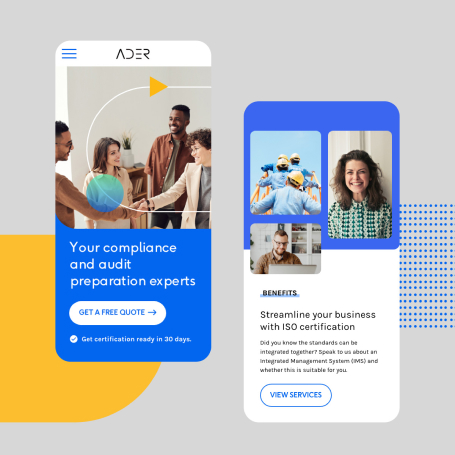 ADER
Your compliance
and audit
preparation experts
GET A FREE QUOTE →
Get certification ready in 30 days.
BENEFITS
Streamline your business
with ISO certification
Did you know the standards can be
integrated together? Speak to us about an
Integrated Management System (IMS) and
whether this is suitable for you.
VIEW SERVICES